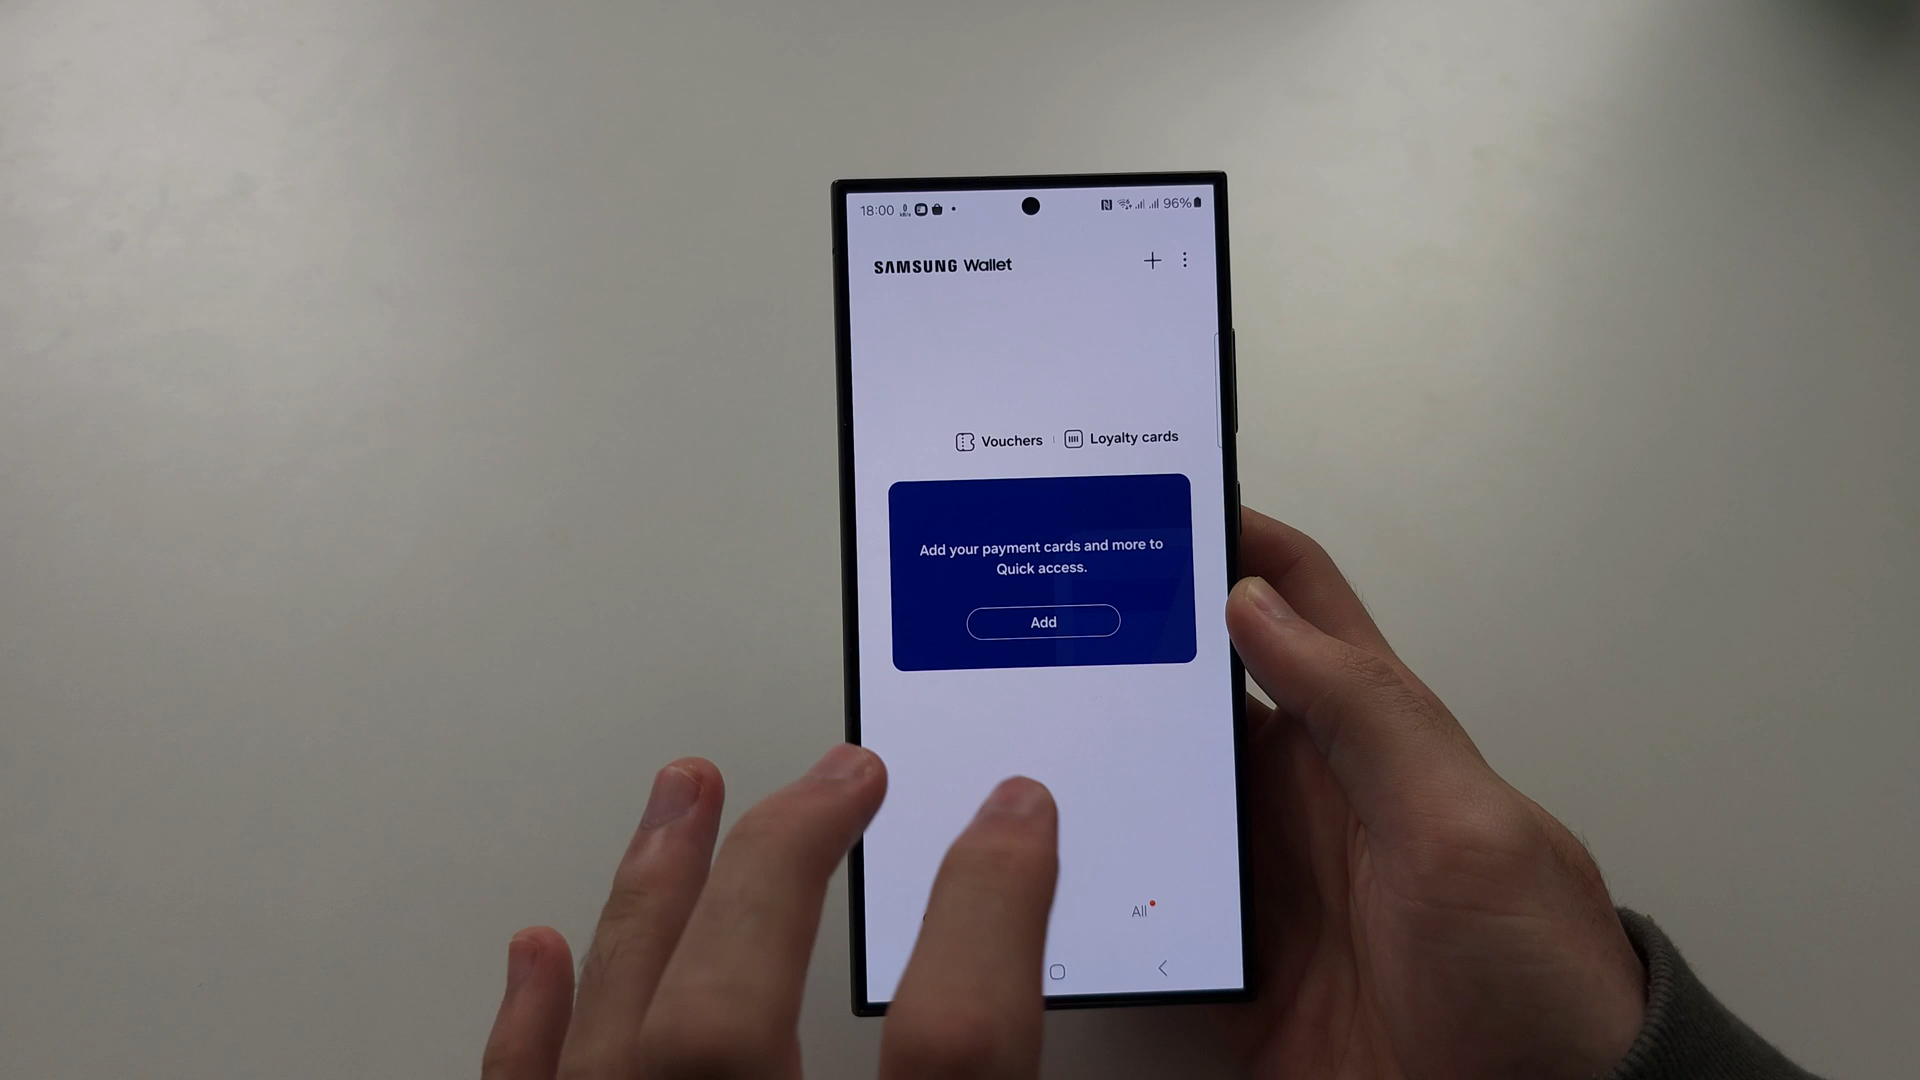 18:00 96%
SAMSUNG Wallet
Vouchers Loyalty cards
Add your payment cards and more to
Quick access.
Add
All